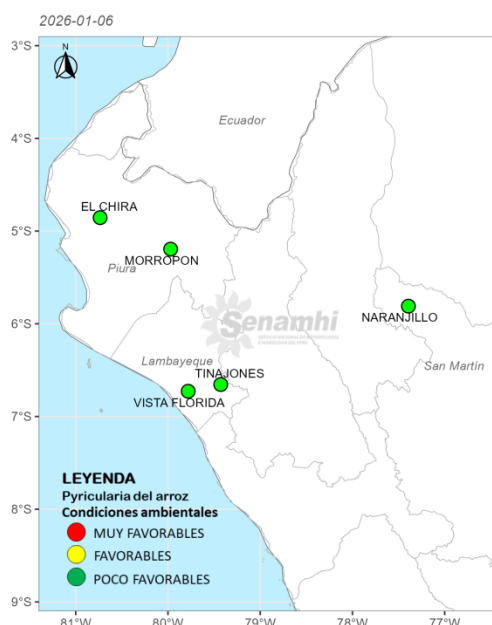 2026-01-06
3°S
4°S
5°S
6°S
7°S
8°S
9°S
N
Ecuador
EL CHIRA
MORROPON
Piura
NARANJILLO
Senamhi
San Martín
Lambayeque
TINAJONES
VISTA FLORIDA
LEYENDA
Pyricularia del arroz
Condiciones ambientales
MUY FAVORABLES
FAVORABLES
POCO FAVORABLES
81°W
80°W
79°W
78°W
77°W